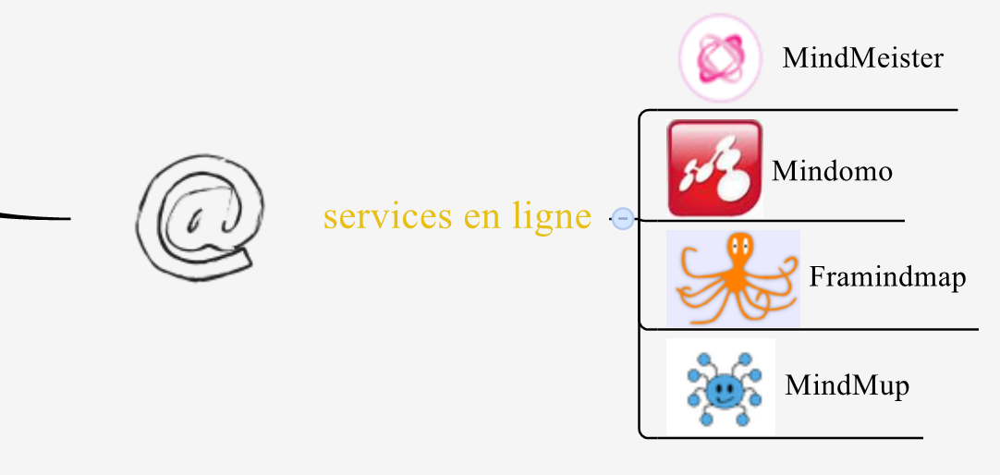 MindMeister
Mindomo
@ services en ligne
Framindmap
MindMup